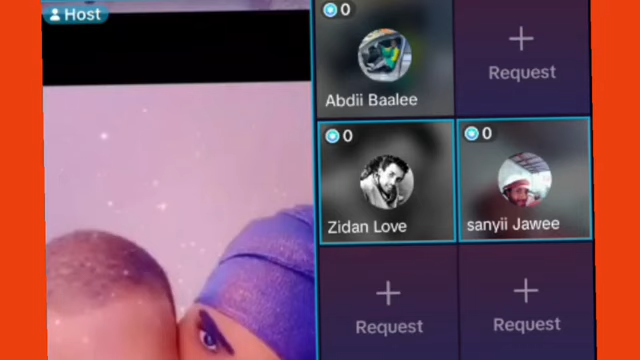 Host
0
Abdii Baalee
Request
0
Zidan Love
0
sanyii Jawee
Request
Request